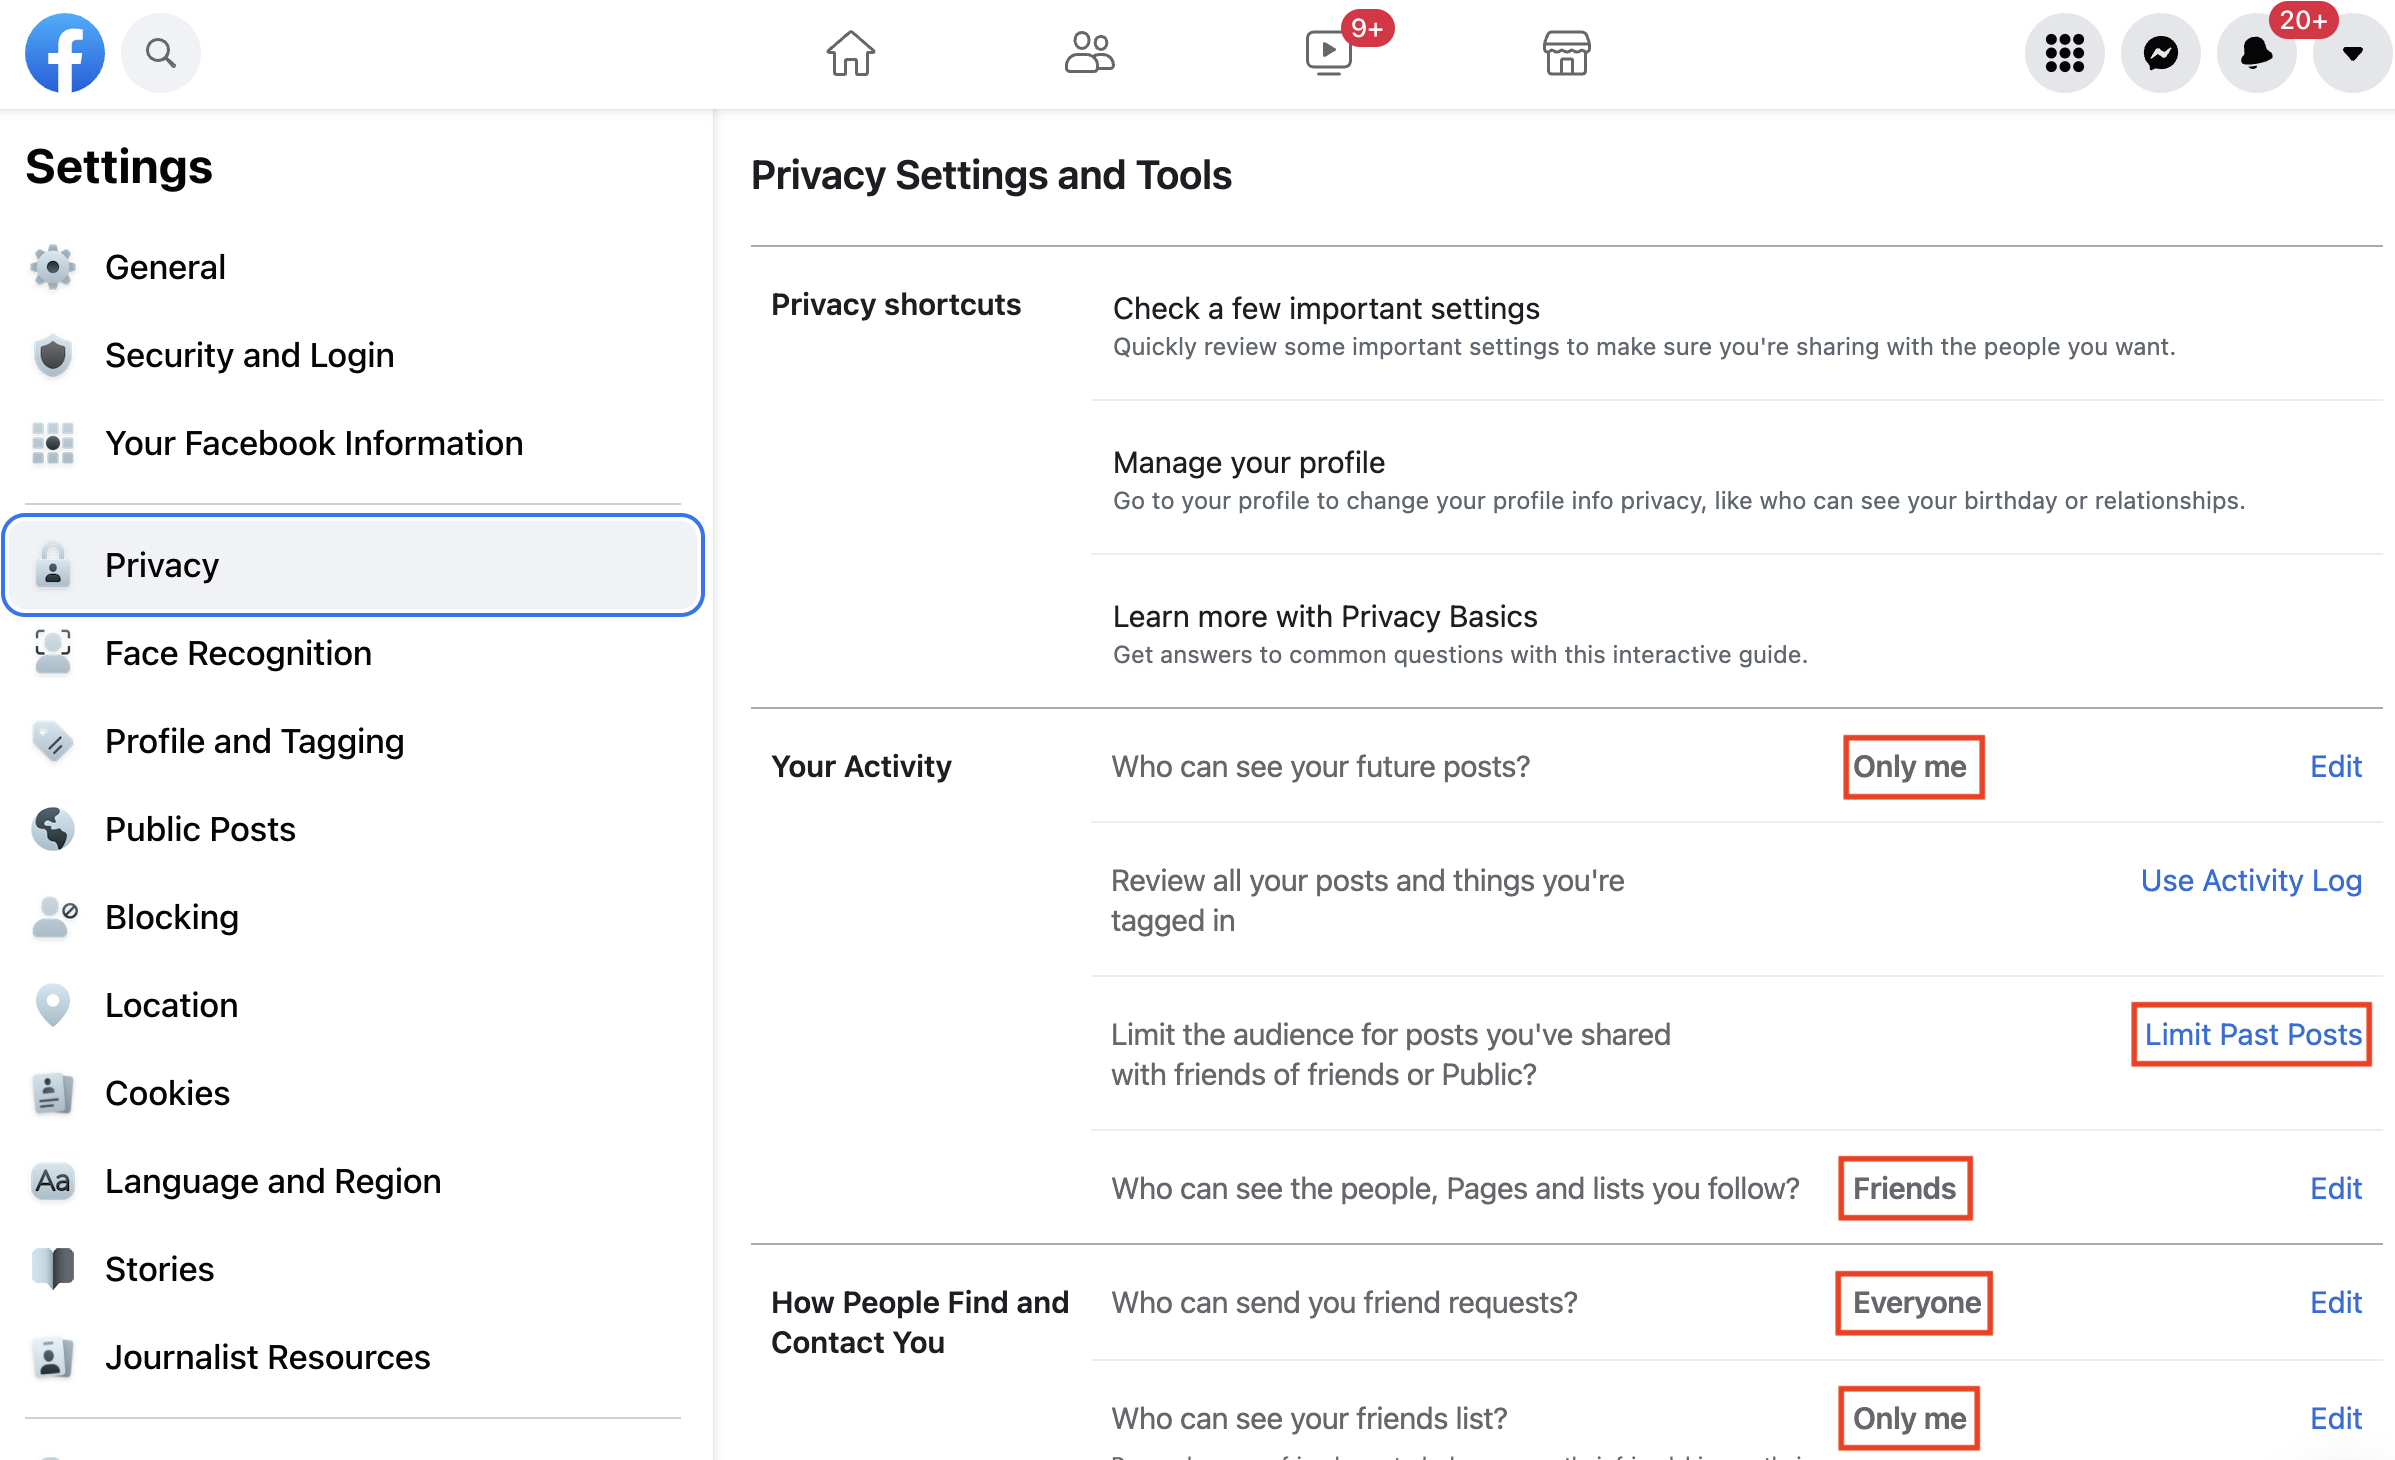 9+
20+
Settings
General
Security and Login
Your Facebook Information
Privacy
Face Recognition
Profile and Tagging
Public Posts
Blocking
Location
Cookies
Aa Language and Region
Stories
Journalist Resources
Privacy Settings and Tools
Privacy shortcuts
Check a few important settings
Quickly review some important settings to make sure you're sharing with the people you want.
Manage your profile
Go to your profile to change your profile info privacy, like who can see your birthday or relationships.
Learn more with Privacy Basics
Get answers to common questions with this interactive guide.
Your Activity
Who can see your future posts? Only me Edit
Review all your posts and things you're
tagged in
Use Activity Log
Limit the audience for posts you've shared
with friends of friends or Public?
Limit Past Posts
Who can see the people, Pages and lists you follow? Friends Edit
How People Find and
Contact You
Who can send you friend requests? Everyone Edit
Who can see your friends list? Only me Edit